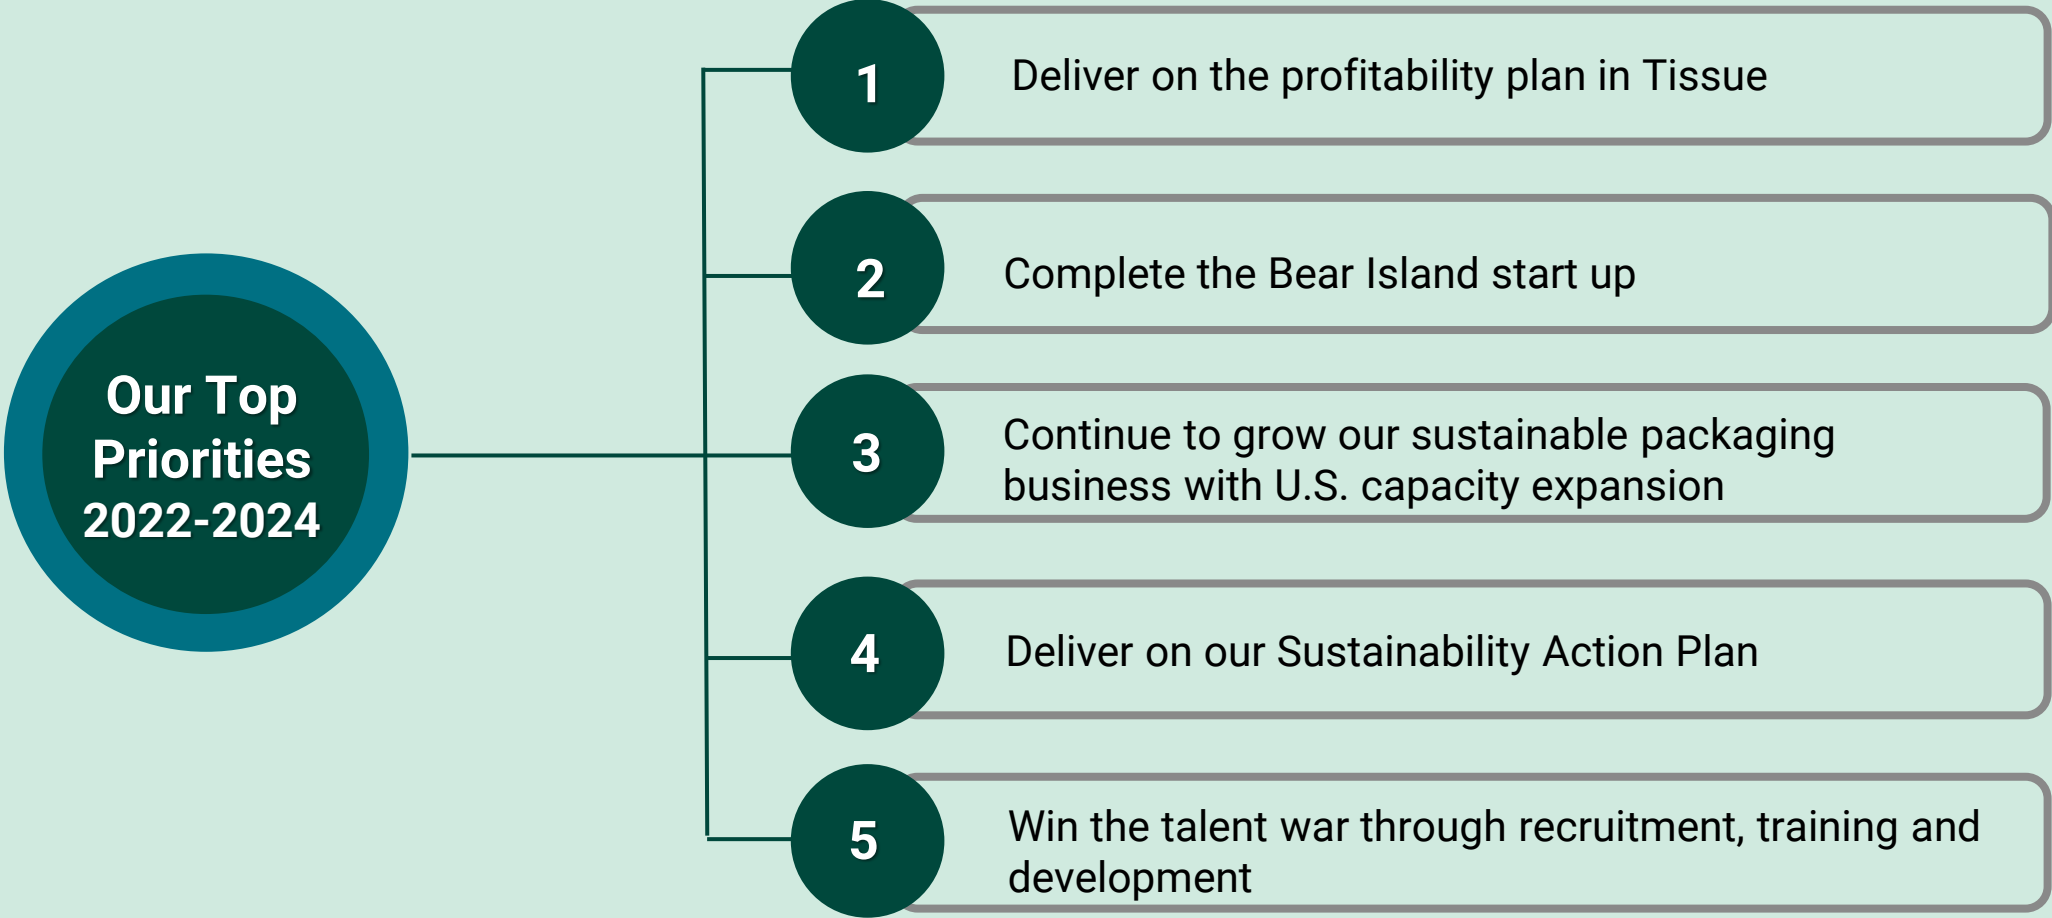 Our Top
Priorities
2022-2024
1
Deliver on the profitability plan in Tissue
2
Complete the Bear Island start up
3
Continue to grow our sustainable packaging
business with U.S. capacity expansion
4
Deliver on our Sustainability Action Plan
5
Win the talent war through recruitment, training and
development